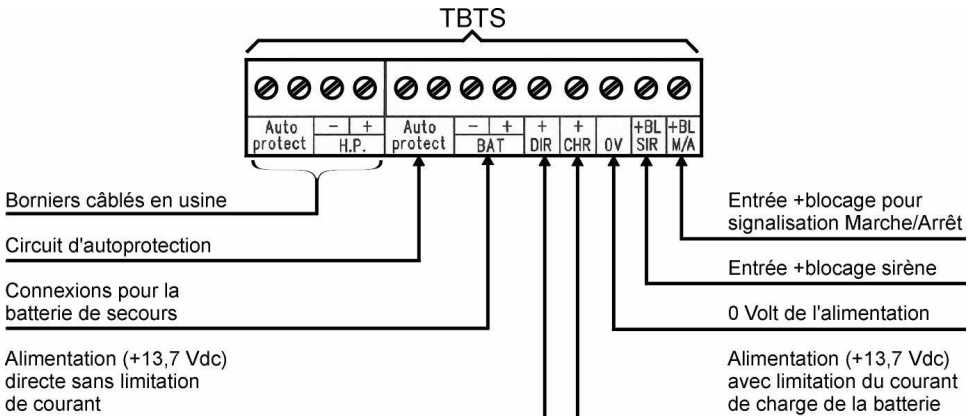 TBTS
Auto protect
- +
H.P.
Auto protect
- +
BAT
+ DIR
+ CHR
0V
+BL SIR
+BL M/A
Borniers câblés en usine
Circuit d'autoprotection
Connexions pour la
batterie de secours
Alimentation (+13,7 Vdc)
directe sans limitation
de courant
Entrée +blocage pour
signalisation Marche/Arrêt
Entrée +blocage sirène
0 Volt de l'alimentation
Alimentation (+13,7 Vdc)
avec limitation du courant
de charge de la batterie